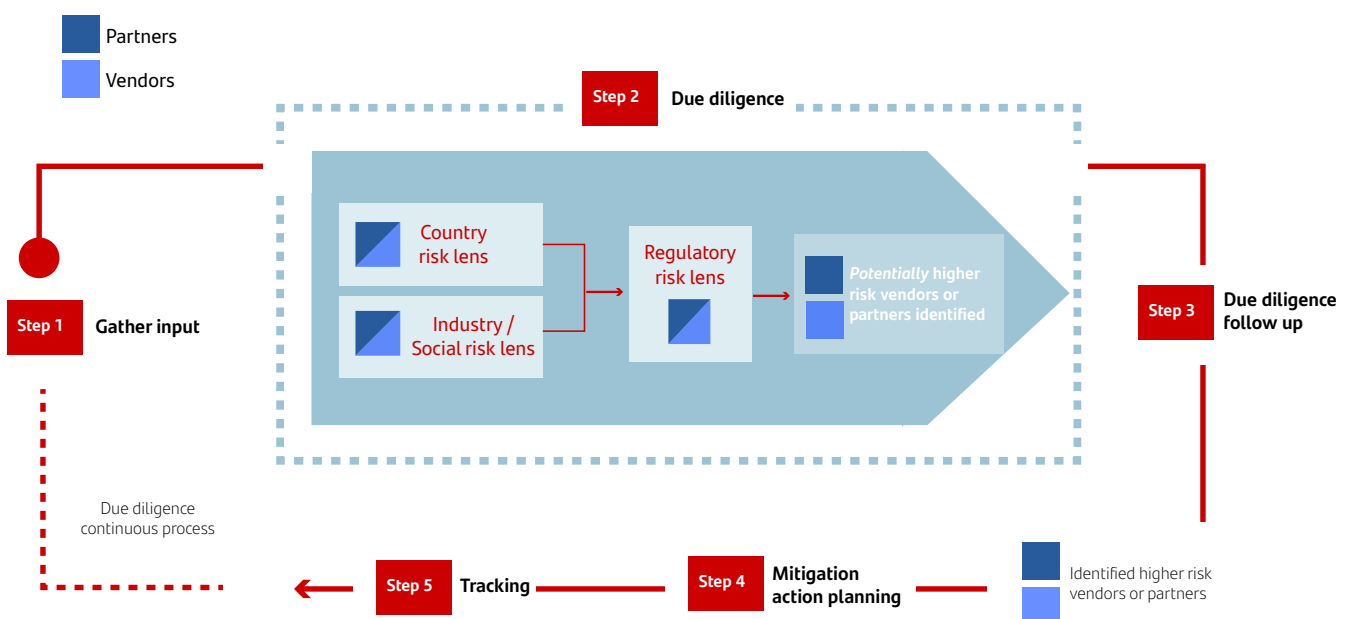 Partners
Vendors
Step 2
Due diligence
Country
risk lens
Industry /
Social risk lens
Regulatory
risk lens
Potentially higher
risk vendors or
partners identified
Step 1
Gather input
Step 3
Due diligence
follow up
Due diligence
continuous process
Step 5
Tracking
Step 4
Mitigation
action planning
Identified higher risk
vendors or partners